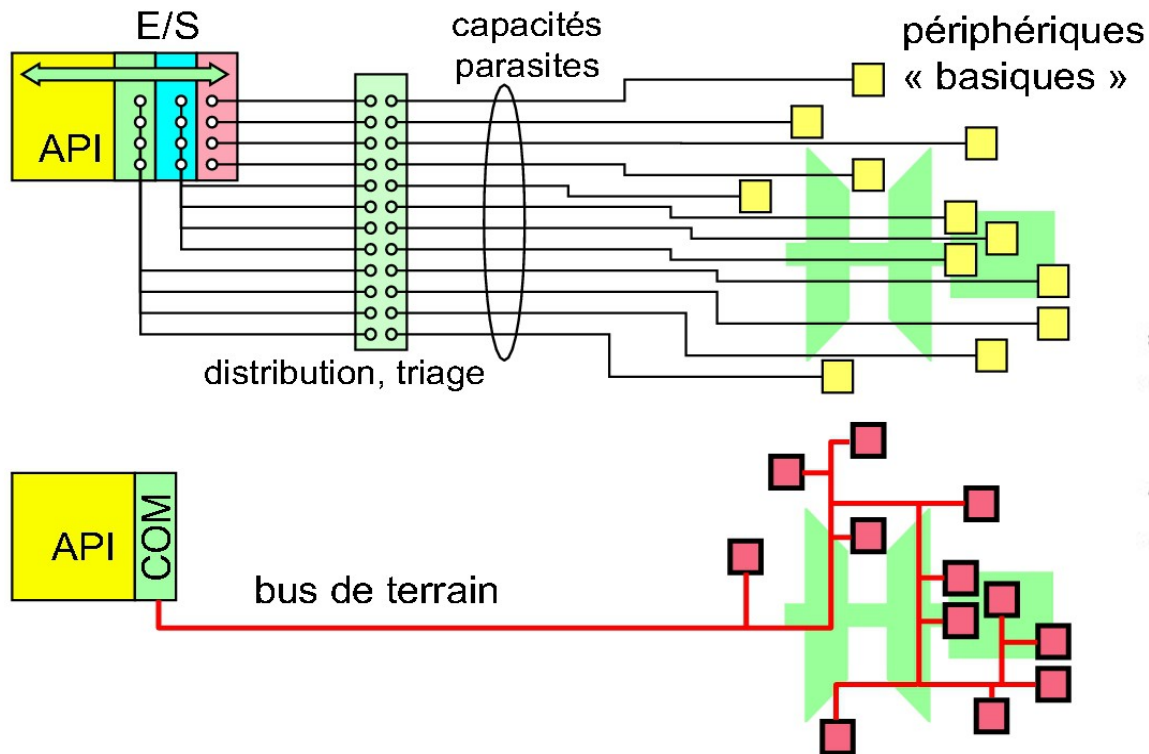 E/S
capacités
parasites
périphériques
« basiques »
API
distribution, triage
API
COM
bus de terrain